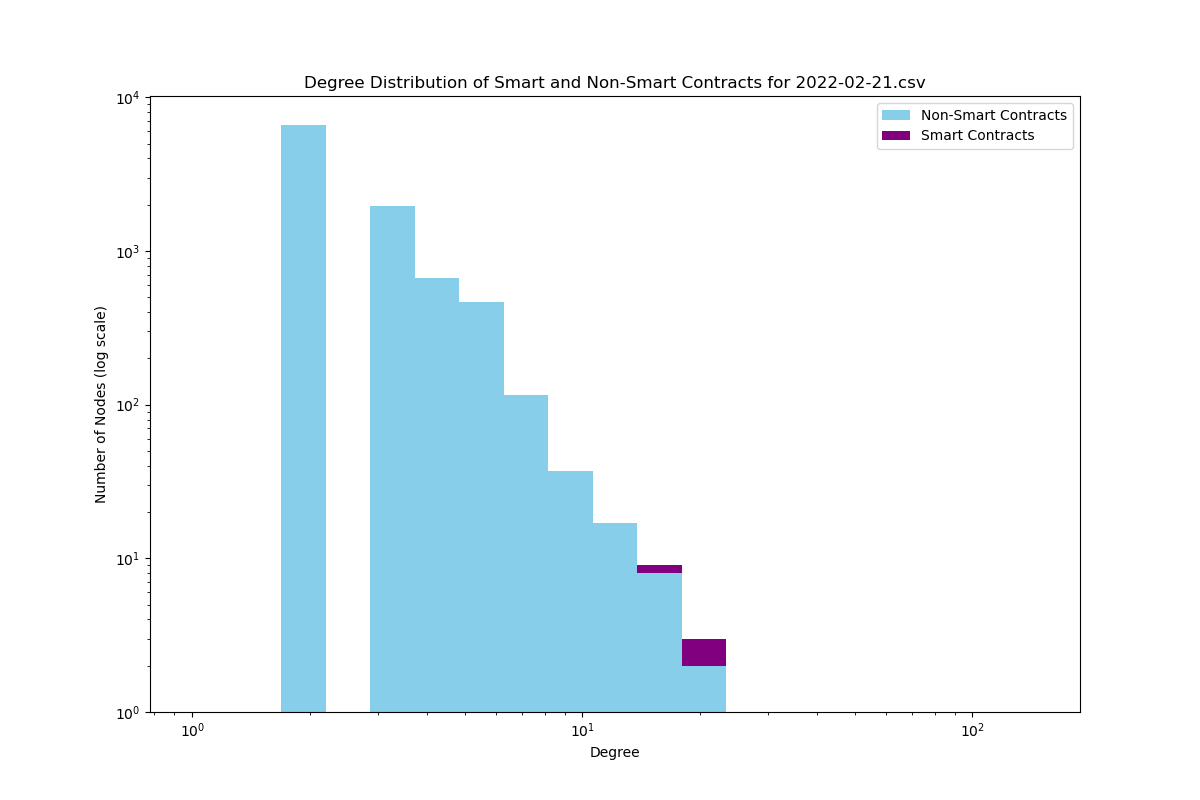 Degree Distribution of Smart and Non-Smart Contracts for 2022-02-21.csv
Non-Smart Contracts
Smart Contracts
Number of Nodes (log scale)
10⁴
10³
10²
10¹
10⁰
10⁰ 10¹ 10²
Degree